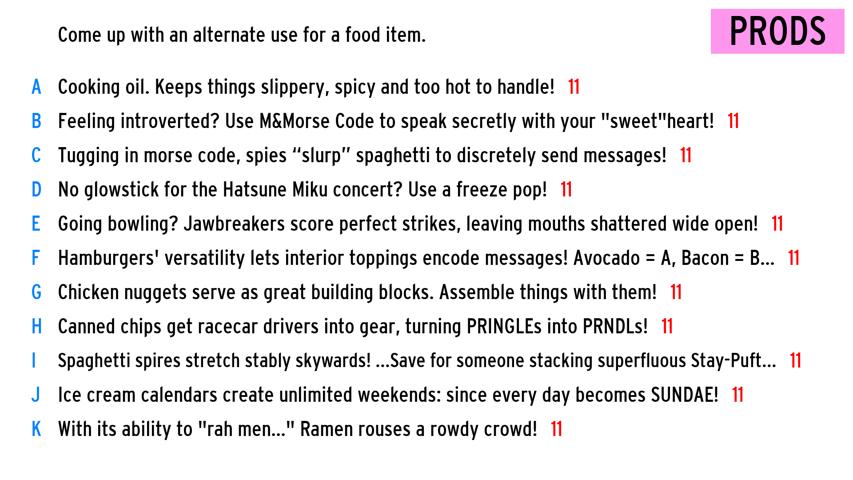 Come up with an alternate use for a food item.
PRODS
A Cooking oil. Keeps things slippery, spicy and too hot to handle! 11
B Feeling introverted? Use M&Morse Code to speak secretly with your "sweet"heart! 11
C Tugging in morse code, spies “slurp” spaghetti to discretely send messages! 11
D No glowstick for the Hatsune Miku concert? Use a freeze pop! 11
E Going bowling? Jawbreakers score perfect strikes, leaving mouths shattered wide open! 11
F Hamburgers' versatility lets interior toppings encode messages! Avocado = A, Bacon = B... 11
G Chicken nuggets serve as great building blocks. Assemble things with them! 11
H Canned chips get racecar drivers into gear, turning PRINGLEs into PRNDLs! 11
I Spaghetti spires stretch stably skywards! ...Save for someone stacking superfluous Stay-Puft... 11
J Ice cream calendars create unlimited weekends: since every day becomes SUNDAE! 11
K With its ability to "rah men..." Ramen rouses a rowdy crowd! 11